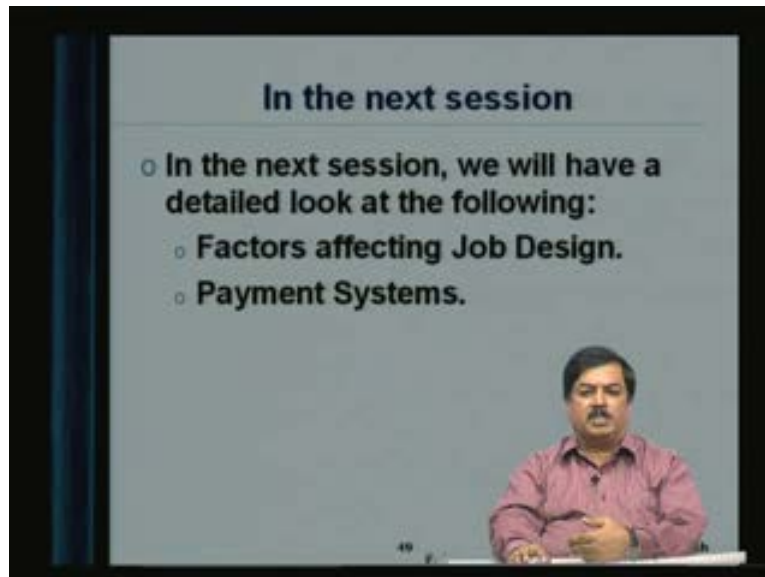 In the next session
o In the next session, we will have a
detailed look at the following:
o Factors affecting Job Design.
o Payment Systems.
49